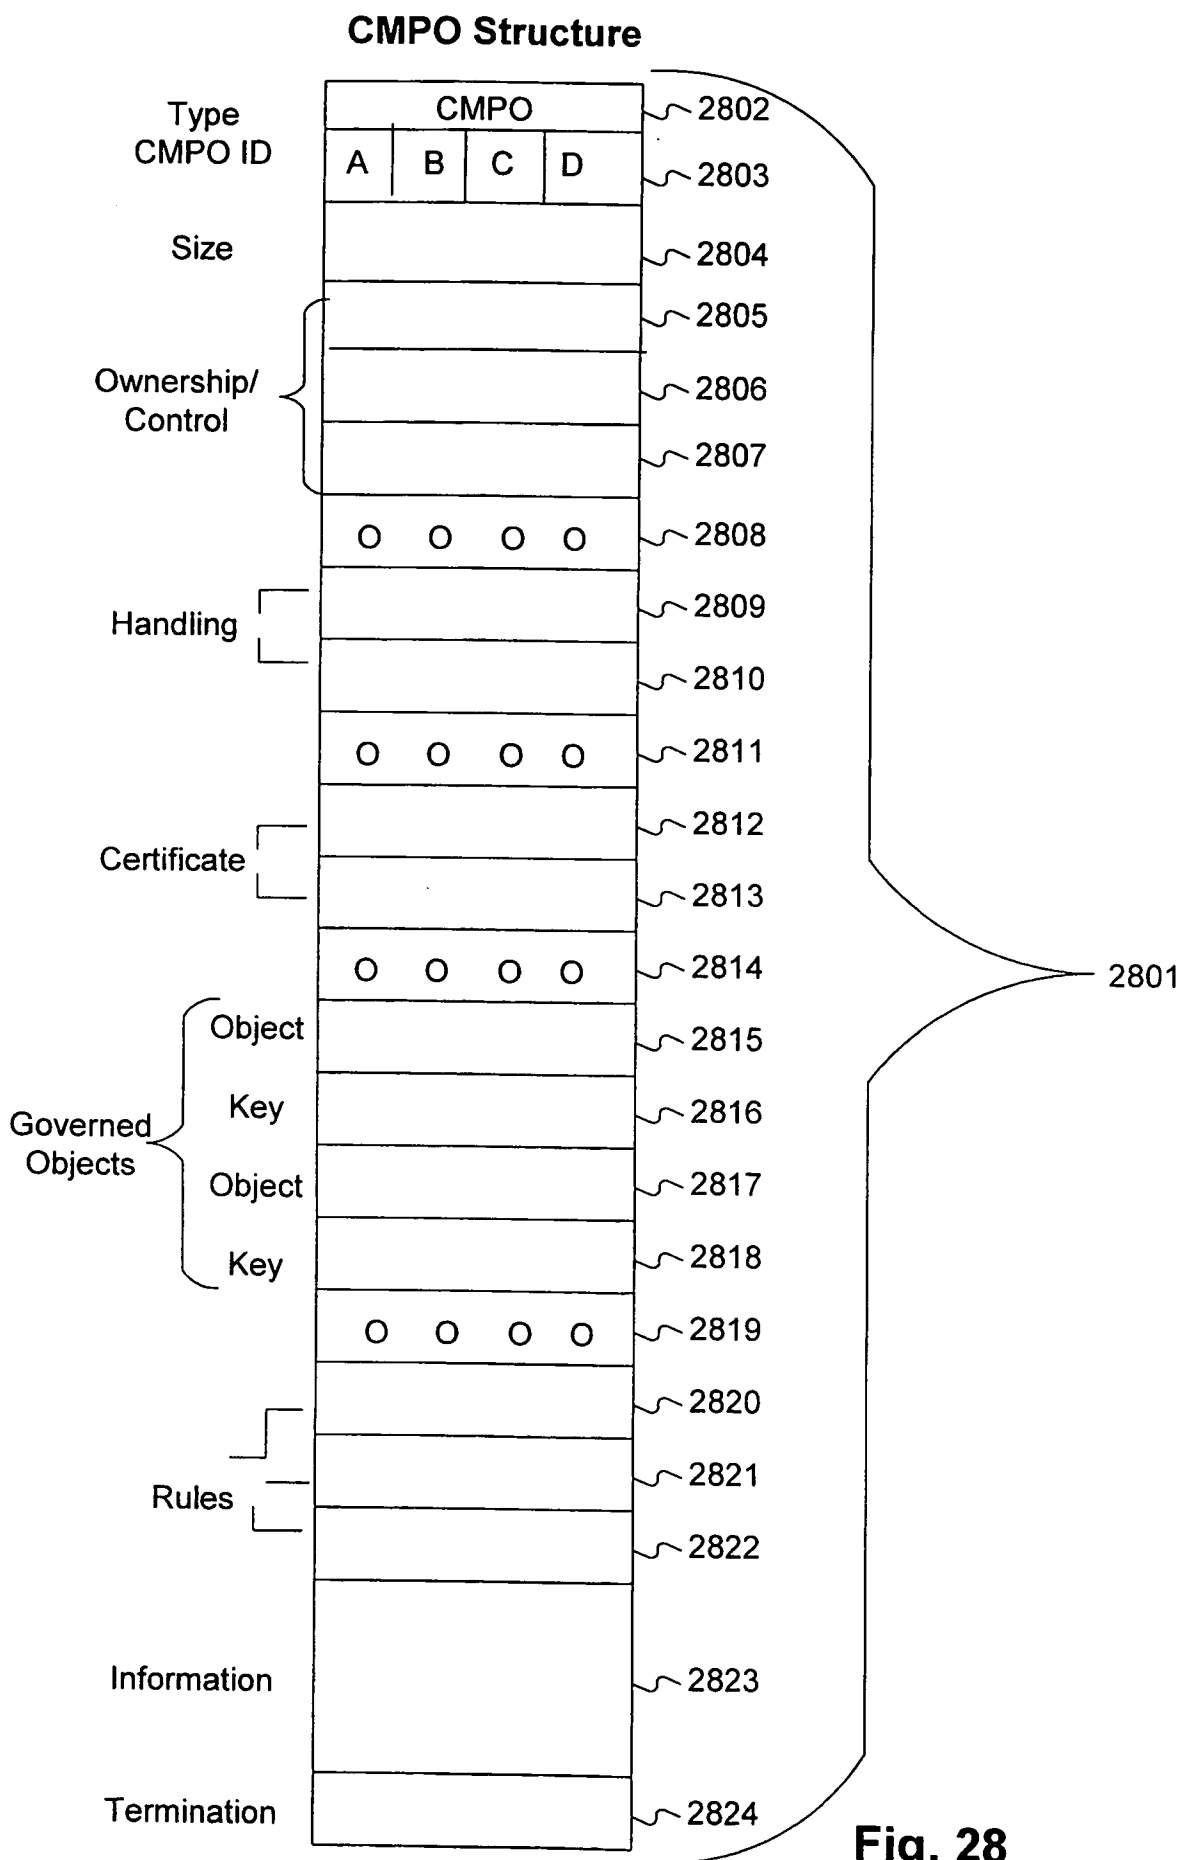 CMPO Structure
Type
CMPO ID
CMPO
2802
A B C D
2803
Size
2804
2805
Ownership/
Control
2806
2807
O O O O
2808
Handling
2809
2810
O O O O
2811
Certificate
2812
2813
O O O O
2814
2801
Governed
Objects
Object
2815
Key
2816
Object
2817
Key
2818
O O O O
2819
2820
Rules
2821
2822
Information
2823
Termination
2824
Fig. 28